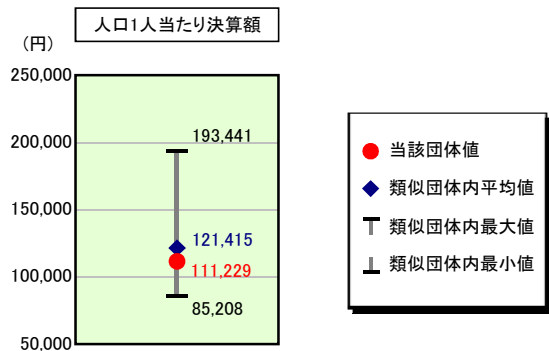 人口1人当たり決算額
(円)
250,000
200,000
150,000
100,000
50,000
193,441
121,415
111,229
85,208
当該団体値
類似団体内平均値
類似団体内最大値
類似団体内最小値